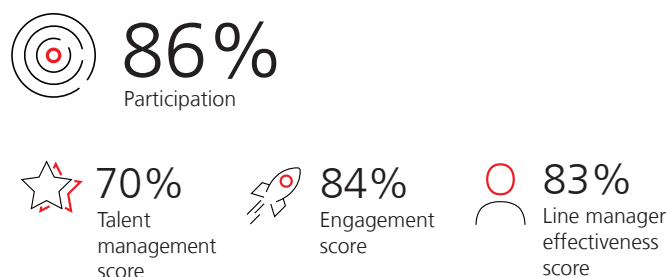 86%
Participation
70%
Talent
management
score
84%
Engagement
score
83%
Line manager
effectiveness
score